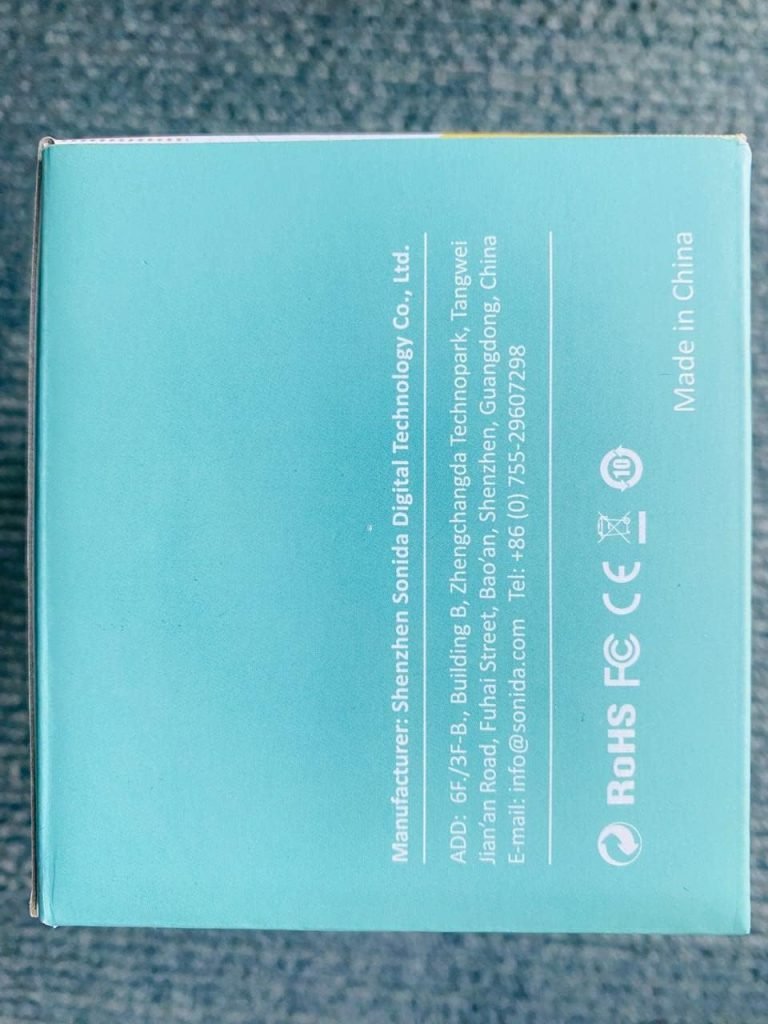 Manufacturer: Shenzhen Sonida Digital Technology Co., Ltd.
ADD: 6F./3F-B., Building B, Zhengchangda Technopark, Tangwei
Jian'an Road, Fuhai Street, Bao'an, Shenzhen, Guangdong, China
E-mail: info@sonida.com Tel: +86 (0) 755-29607298
RoHS FC CE 10
Made in China